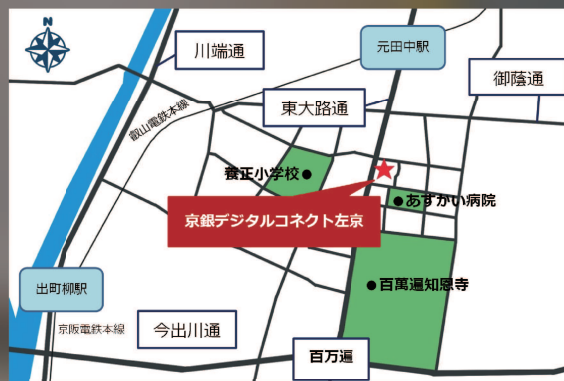 N
川端通
元田中駅
御蔭通
東大路通
叡山電鉄本線
養正小学校
あすかい病院
京銀デジタルコネクト左京
百萬遍知恩寺
出町柳駅
京阪電鉄本線
今出川通
百万遍